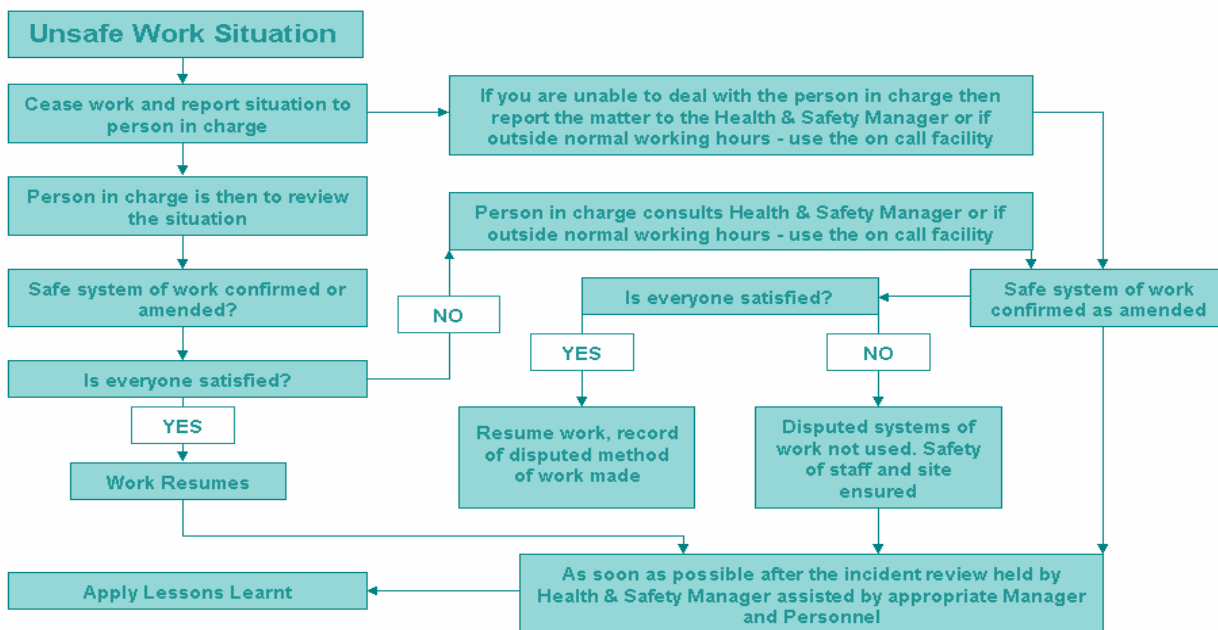 Unsafe Work Situation
Cease work and report situation to
person in charge
If you are unable to deal with the person in charge then
report the matter to the Health & Safety Manager or if
outside normal working hours - use the on call facility
Person in charge is then to review
the situation
Person in charge consults Health & Safety Manager or if
outside normal working hours - use the on call facility
Safe system of work confirmed or
amended?
NO
Is everyone satisfied?
Safe system of work
confirmed as amended
YES
NO
Is everyone satisfied?
YES
Resume work, record
of disputed method
of work made
Disputed systems of
work not used. Safety
of staff and site
ensured
Work Resumes
As soon as possible after the incident review held by
Health & Safety Manager assisted by appropriate Manager
and Personnel
Apply Lessons Learnt